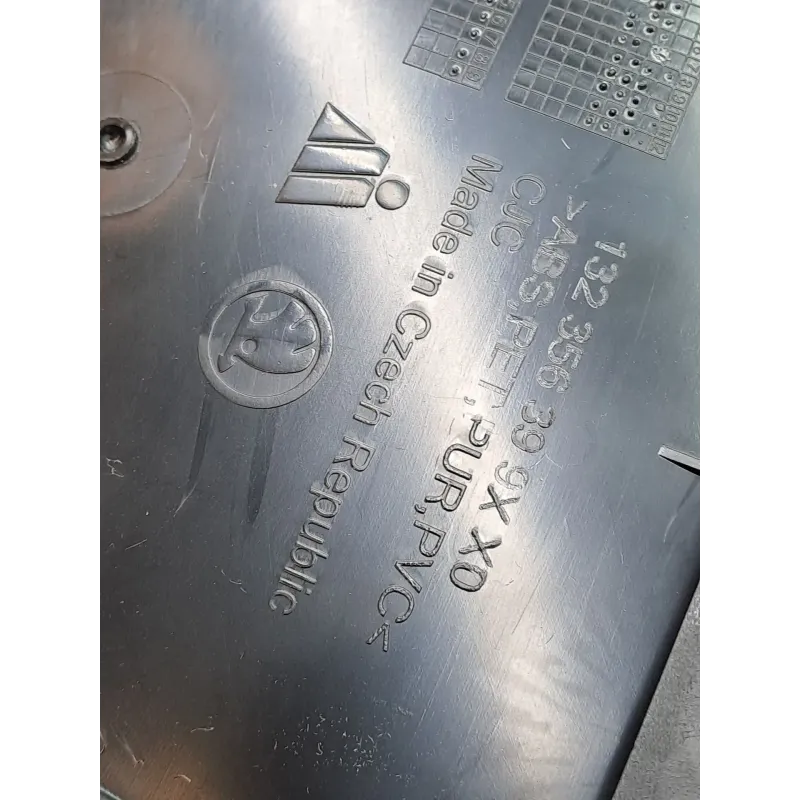 132 356 39 9X X0
>ABS,PET,PUR,PVC<
CJC
Made in Czech Republic